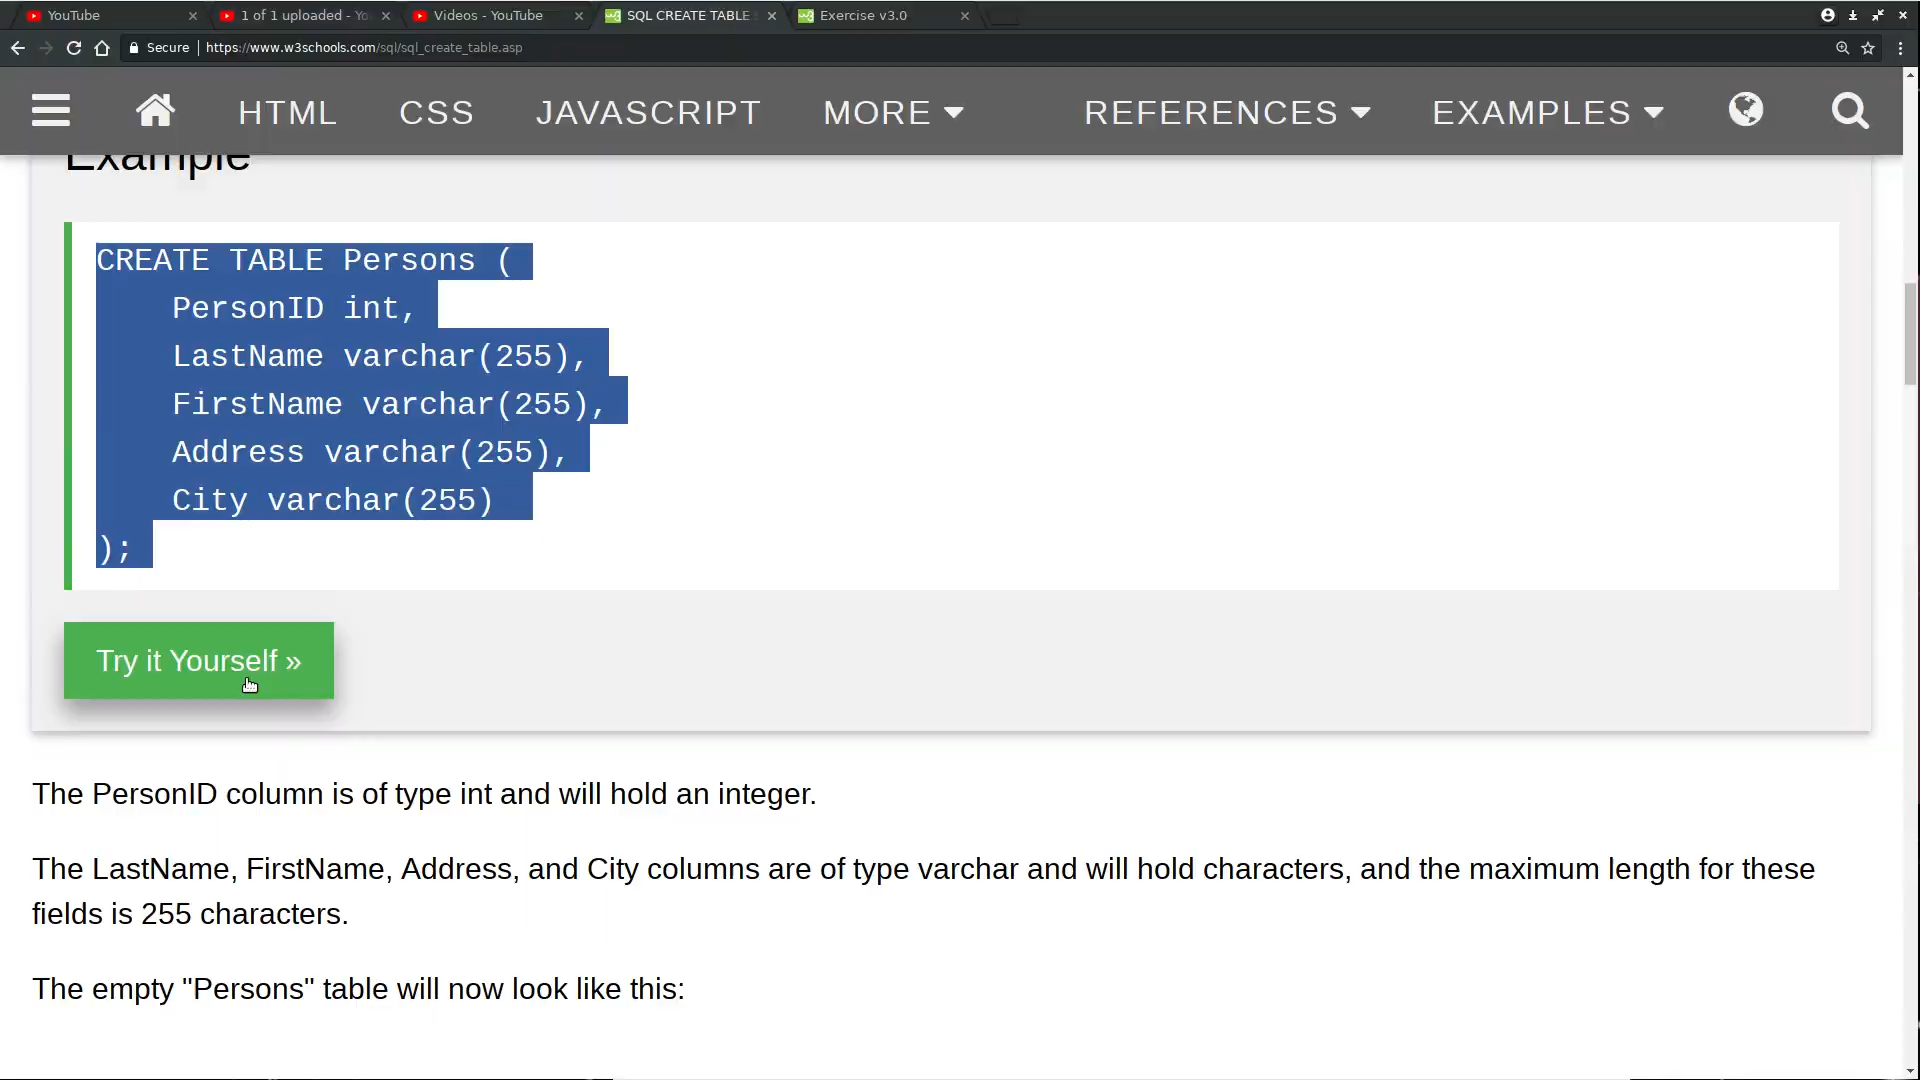 YouTube
1 of 1 uploaded - Yo
Videos - YouTube
SQL CREATE TABLE
Exercise v3.0
Secure
https://www.w3schools.com/sql/sql_create_table.asp
HTML CSS JAVASCRIPT MORE REFERENCES EXAMPLES
Example
CREATE TABLE Persons (
PersonID int,
LastName varchar(255),
FirstName varchar(255),
Address varchar(255),
City varchar(255)
);
Try it Yourself »
The PersonID column is of type int and will hold an integer.
The LastName, FirstName, Address, and City columns are of type varchar and will hold characters, and the maximum length for these
fields is 255 characters.
The empty "Persons" table will now look like this: